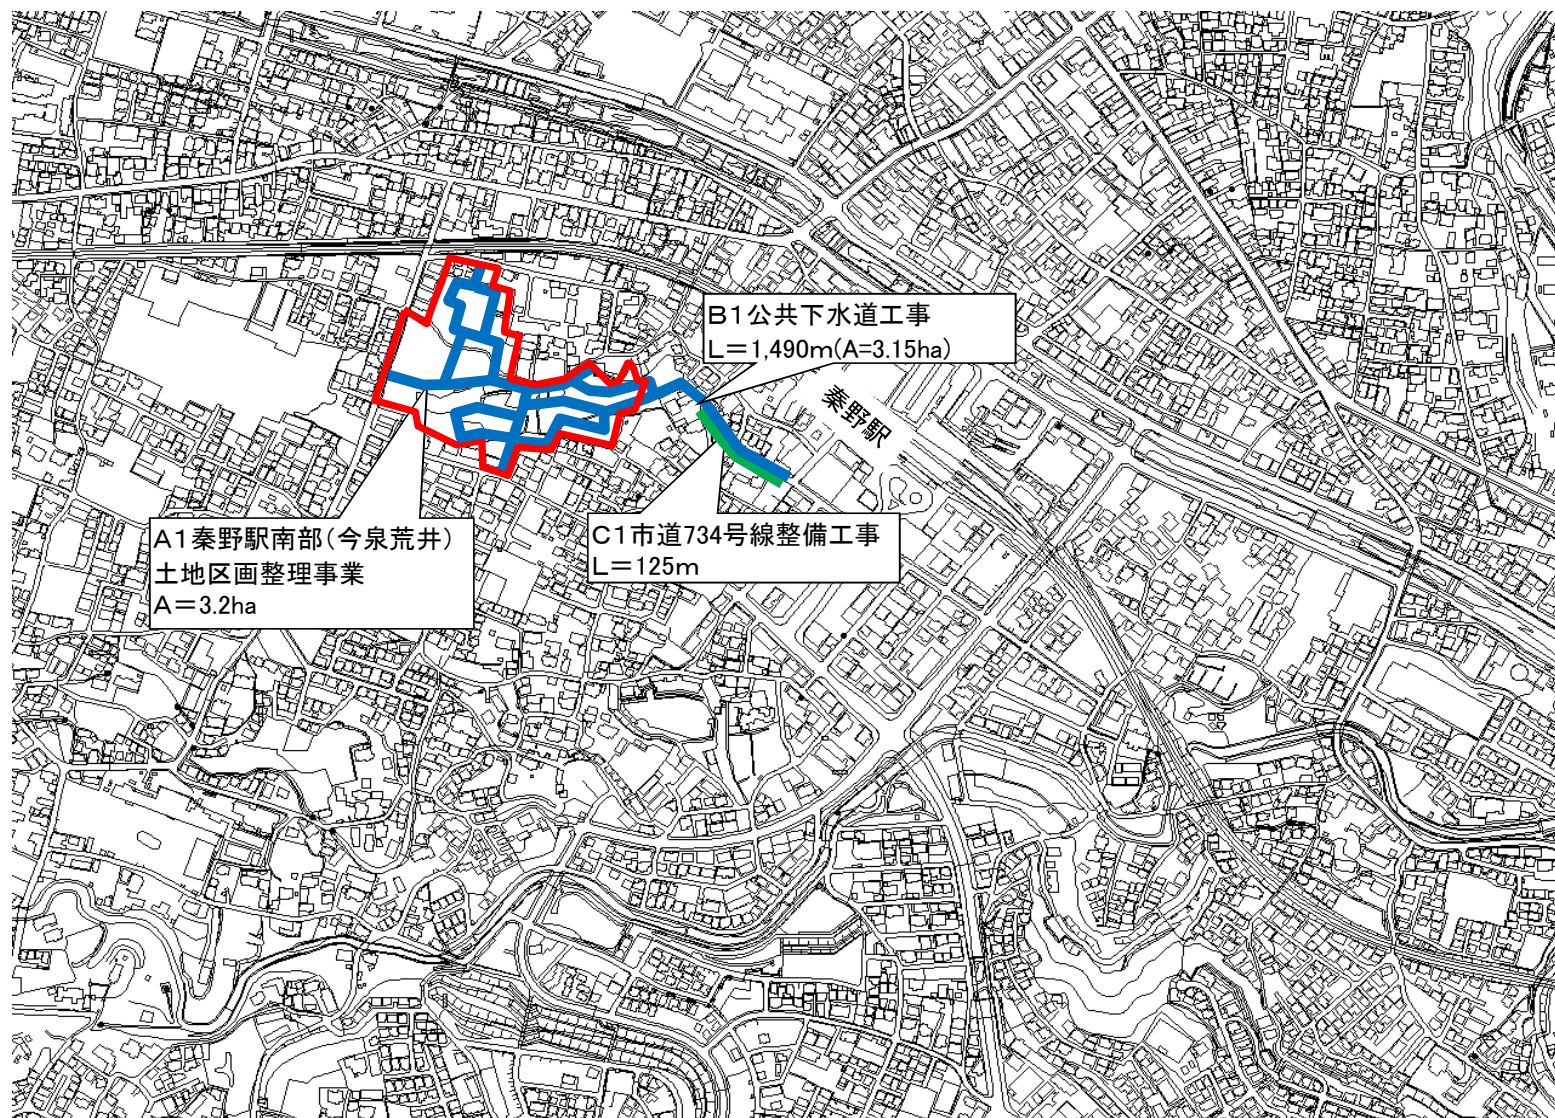 B1公共下水道工事
L=1,490m(A=3.15ha)
秦野駅
A1秦野駅南部(今泉荒井)
土地区画整理事業
A=3.2ha
C1市道734号線整備工事
L=125m